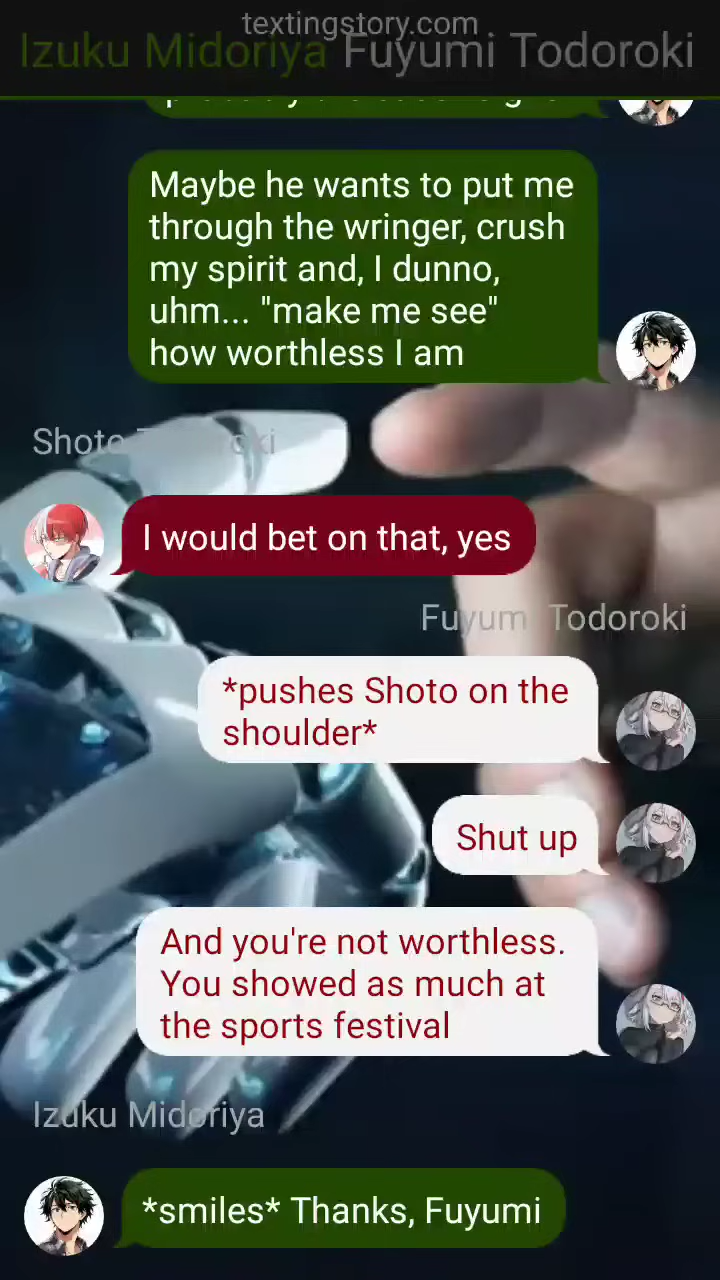 textingstory.com
Izuku Midoriya Fuyumi Todoroki
Maybe he wants to put me
through the wringer, crush
my spirit and, I dunno,
uhm... "make me see"
how worthless I am
Shoto Todoroki
I would bet on that, yes
Fuyumi Todoroki
*pushes Shoto on the
shoulder*
Shut up
And you're not worthless.
You showed as much at
the sports festival
Izuku Midoriya
*smiles* Thanks, Fuyumi